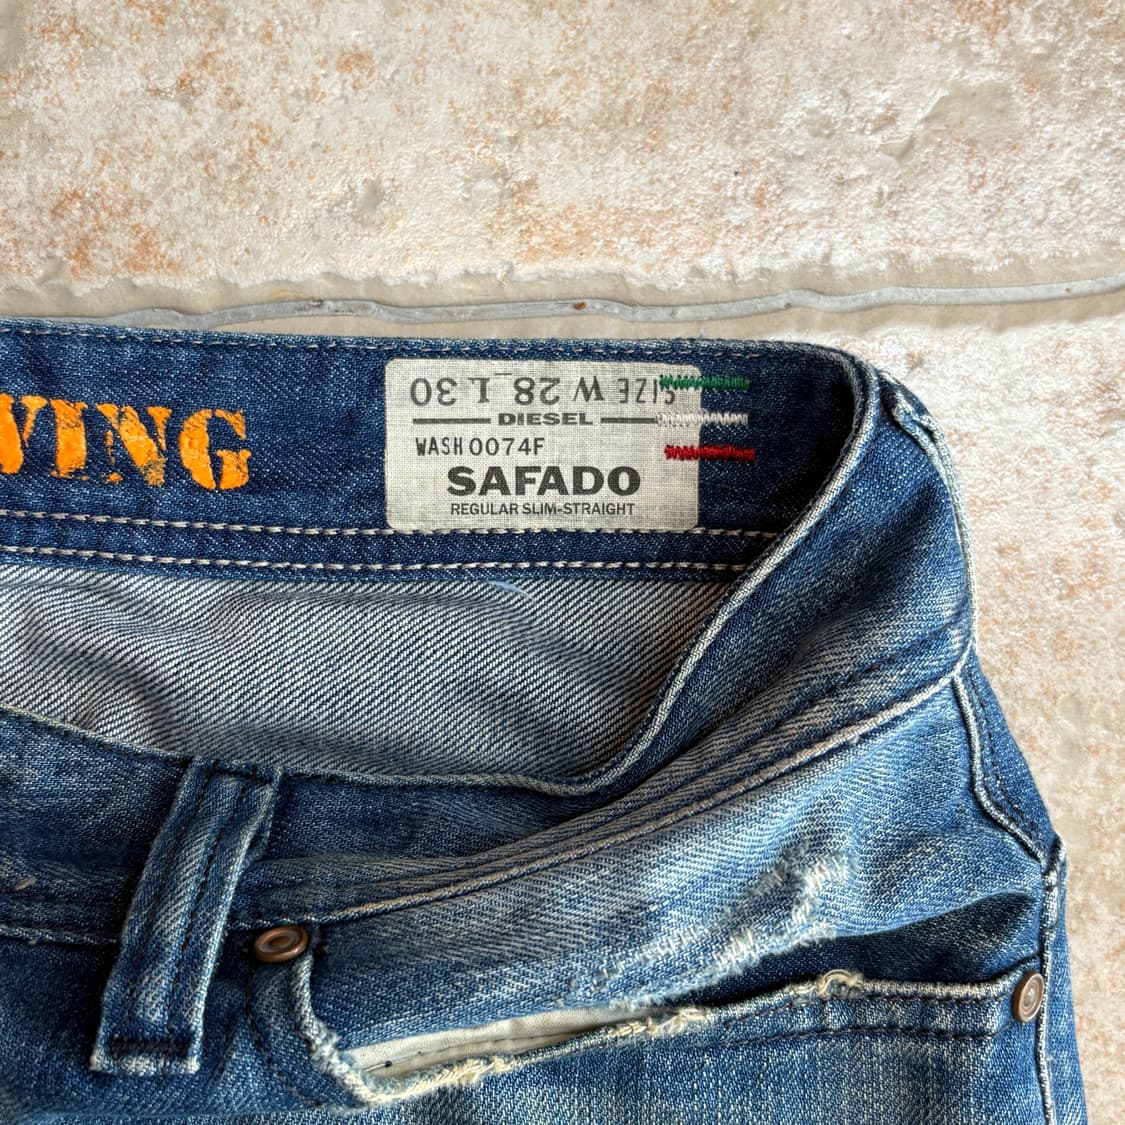 VING
SIZE W 28 L 30
DIESEL
WASH 0074F
SAFADO
REGULAR SLIM-STRAIGHT